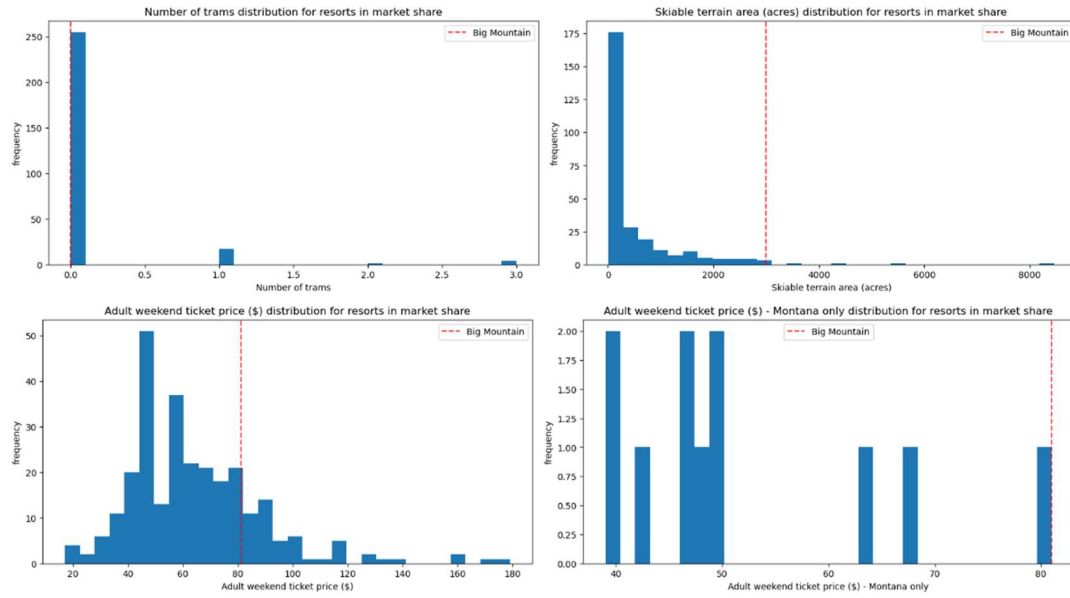 Number of trams distribution for resorts in market share
Big Mountain
250
200
150
100
50
0
frequency
0.0 0.5 1.0 1.5 2.0 2.5 3.0
Number of trams
Skiable terrain area (acres) distribution for resorts in market share
Big Mountain
175
150
125
100
75
50
25
0
frequency
0 2000 4000 6000 8000
Skiable terrain area (acres)
Adult weekend ticket price ($) distribution for resorts in market share
Big Mountain
50
40
30
20
10
0
frequency
20 40 60 80 100 120 140 160 180
Adult weekend ticket price ($)
Adult weekend ticket price ($) - Montana only distribution for resorts in market share
Big Mountain
2.00
1.75
1.50
1.25
1.00
0.75
0.50
0.25
0.00
frequency
40 50 60 70 80
Adult weekend ticket price ($) - Montana only